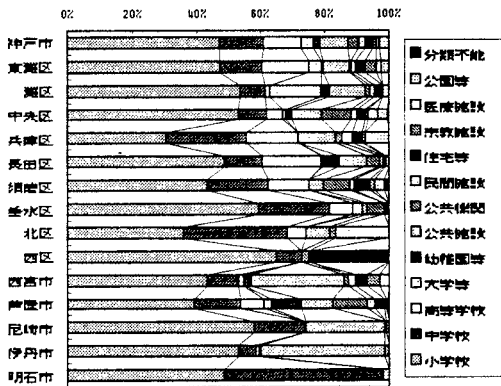 0% 20% 40% 60% 80% 100%
神戸市
東灘区
灘区
中央区
兵庫区
長田区
須磨区
垂水区
北区
西区
西宮市
芦屋市
尼崎市
伊丹市
明石市
分類不能
公園等
医療施設
宗教施設
住宅等
民間施設
公共機関
公共施設
幼稚園等
大学等
高等学校
中学校
小学校